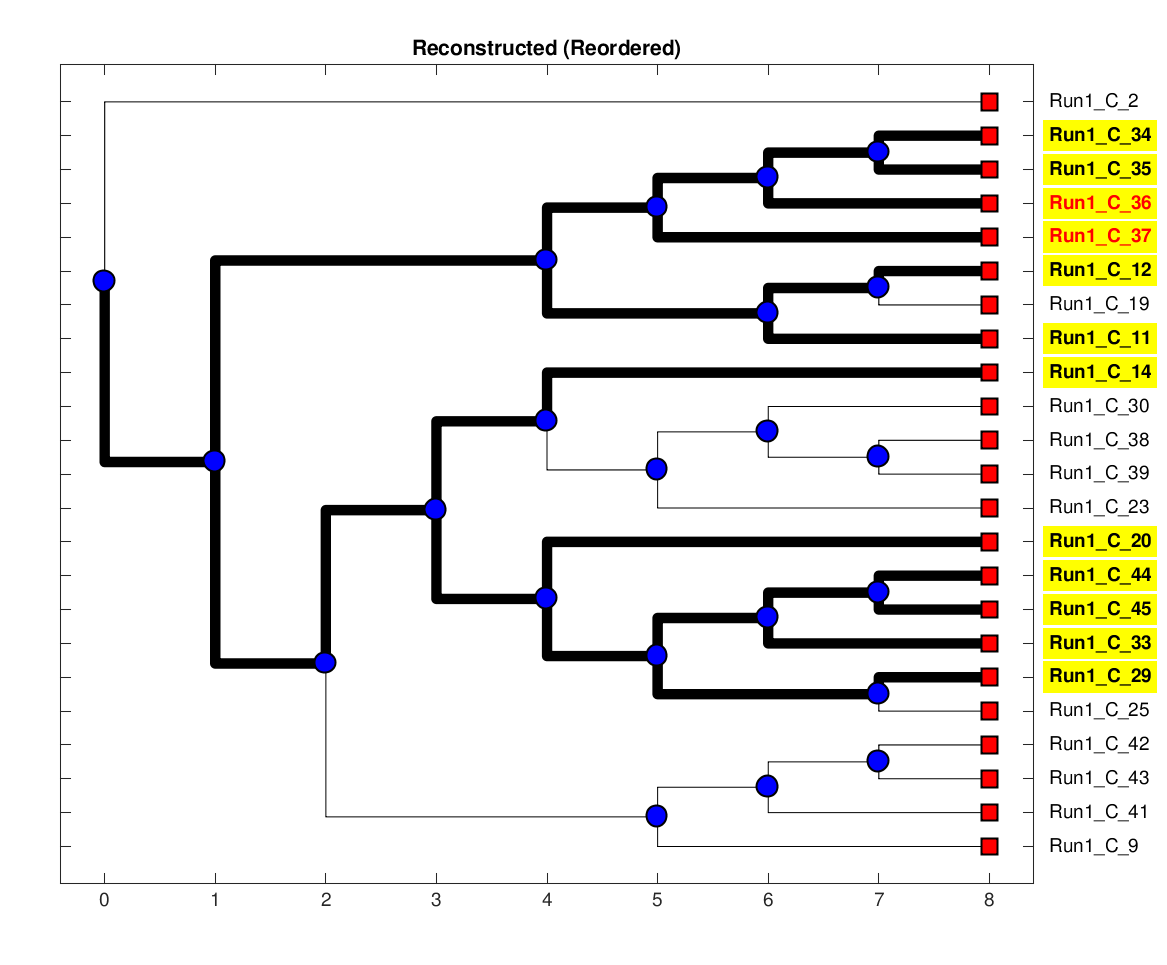 Reconstructed (Reordered)
Run1_C_2
Run1_C_34
Run1_C_35
Run1_C_36
Run1_C_37
Run1_C_12
Run1_C_19
Run1_C_11
Run1_C_14
Run1_C_30
Run1_C_38
Run1_C_39
Run1_C_23
Run1_C_20
Run1_C_44
Run1_C_45
Run1_C_33
Run1_C_29
Run1_C_25
Run1_C_42
Run1_C_43
Run1_C_41
Run1_C_9
0 1 2 3 4 5 6 7 8